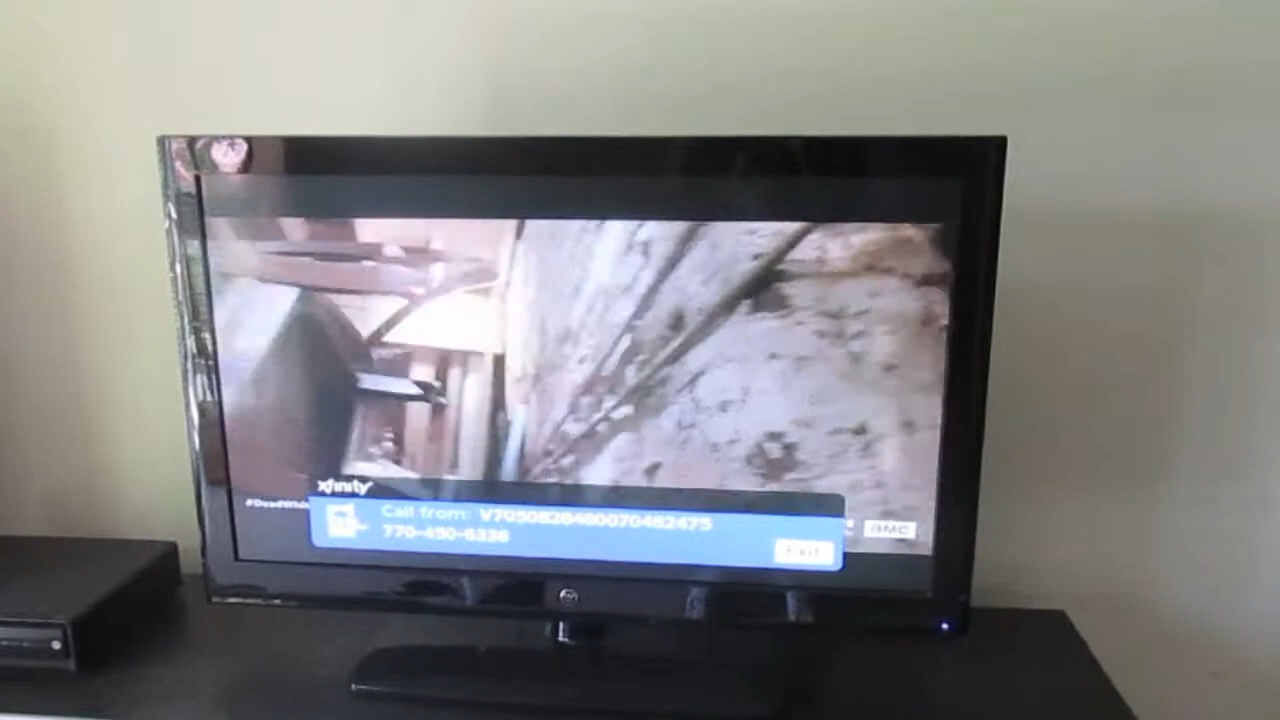 xfinity
Call from: V7050826480070462475
770-450-6336
Exit
amc